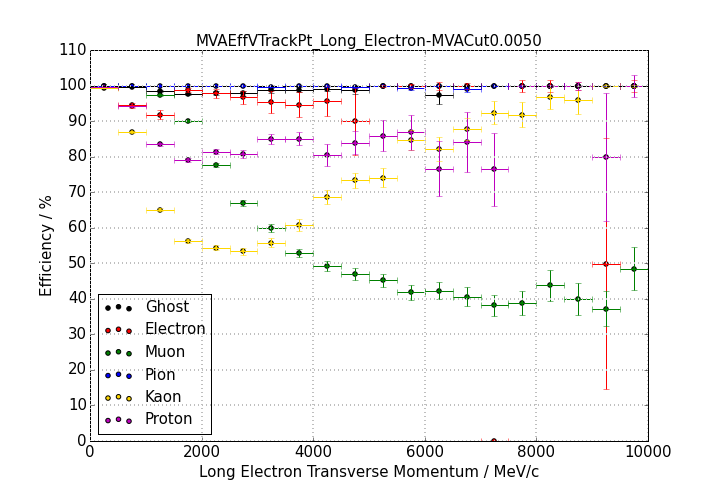 MVAEffVTrackPt_Long_Electron-MVACut0.0050
110
100
90
80
70
60
50
40
30
20
10
0
Efficiency / %
Ghost
Electron
Muon
Pion
Kaon
Proton
0 2000 4000 6000 8000 10000
Long Electron Transverse Momentum / MeV/c